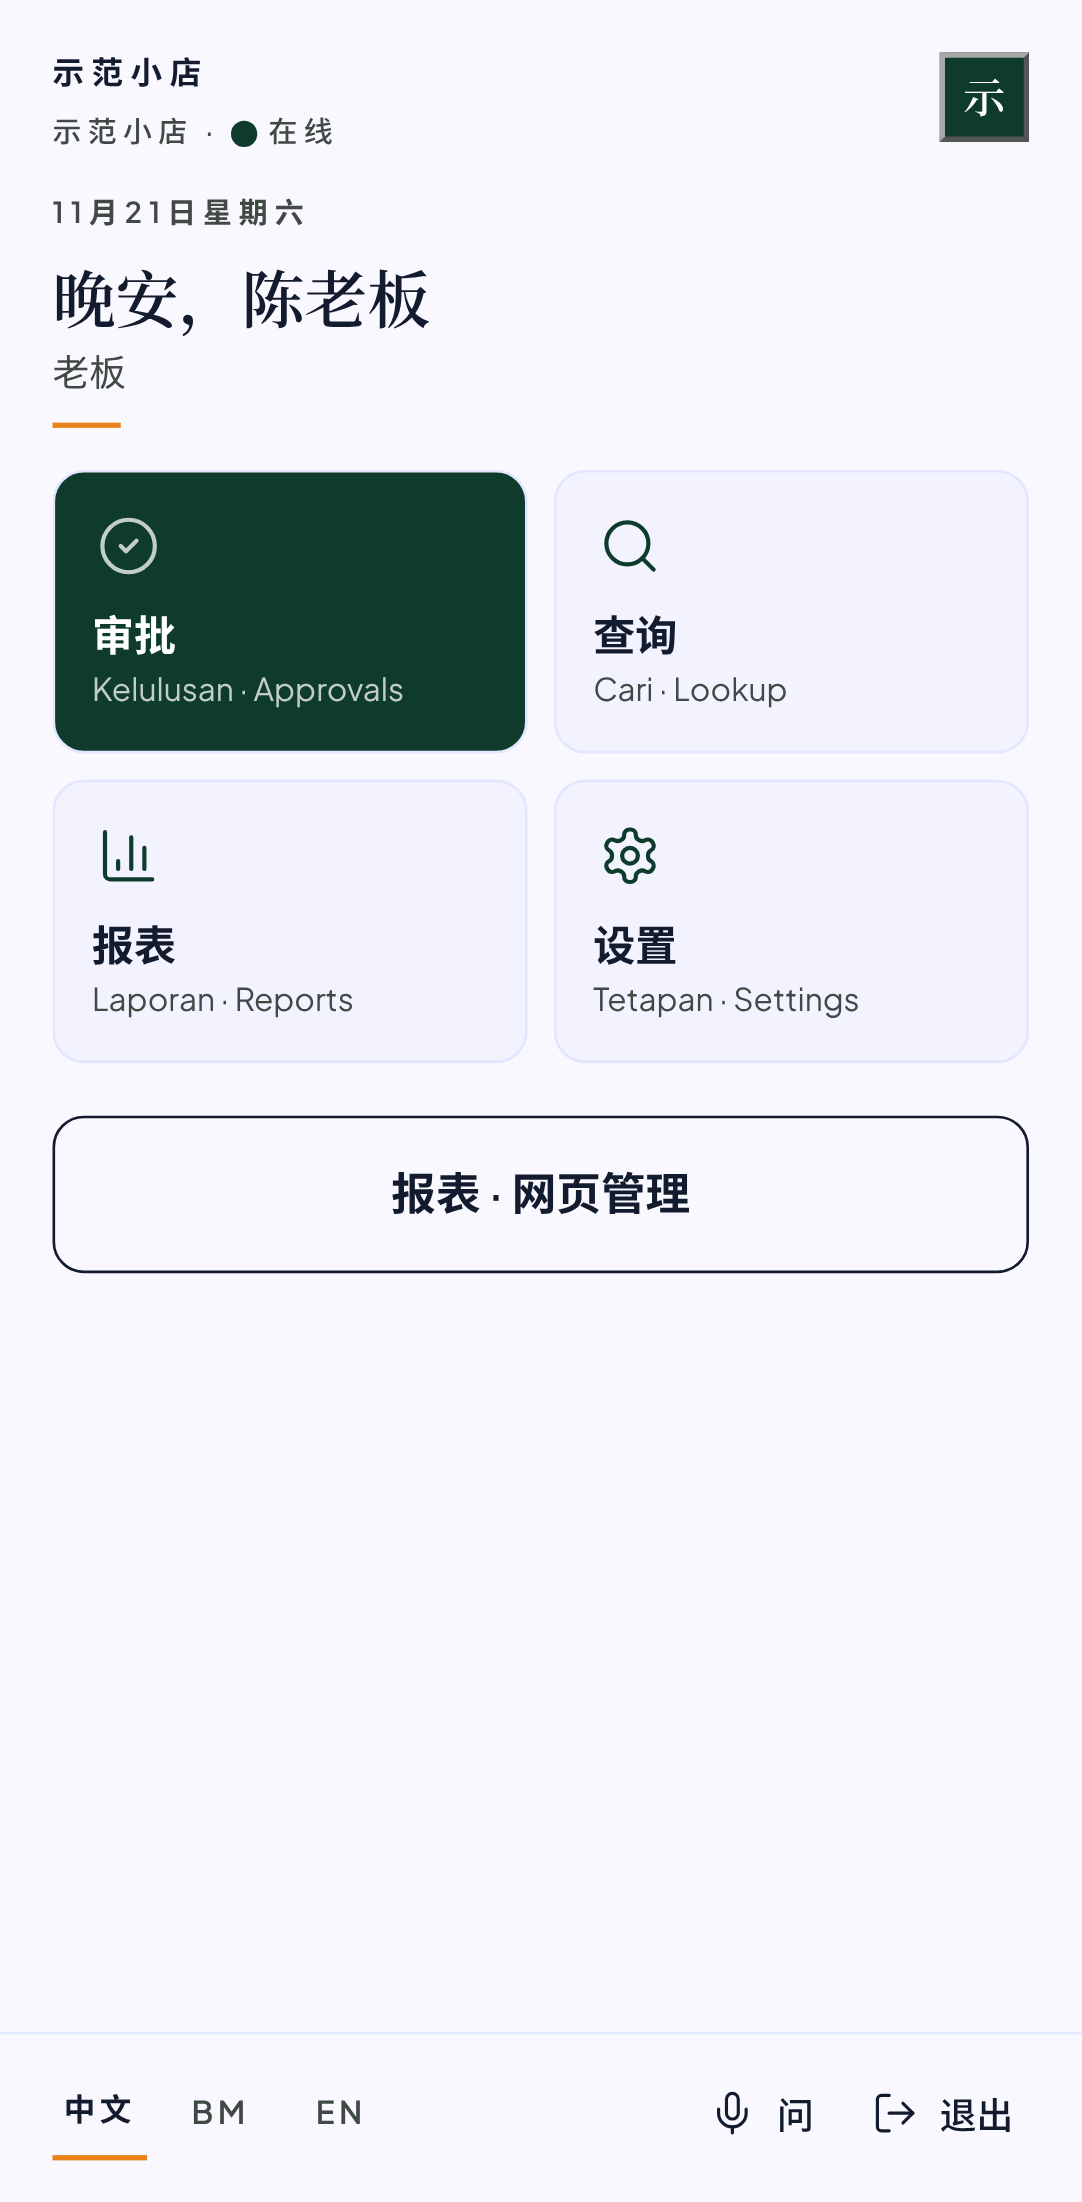 示范小店
示
示范小店 · 在线
11月21日星期六
晚安，陈老板
老板
审批
Kelulusan · Approvals
查询
Cari · Lookup
报表
Laporan · Reports
设置
Tetapan · Settings
报表 · 网页管理
中文 BM EN 问 退出